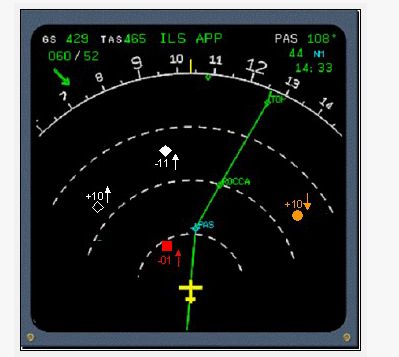 GS 429 TAS465 ILS APP PAS 108°
060/52 44 NM
14:33
7 8 9 10 11 12 13 14
TOP
-11
ROCCA
+10
+10
PAS
-01